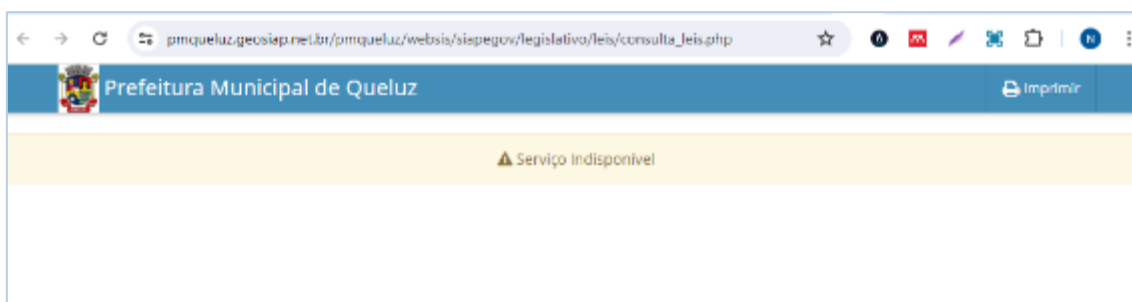 pmqueluz.geosiap.net.br/pmqueluz/websis/siapegov/legislativo/leis/consulta_leis.php
N
Prefeitura Municipal de Queluz
Imprimir
Serviço Indisponível